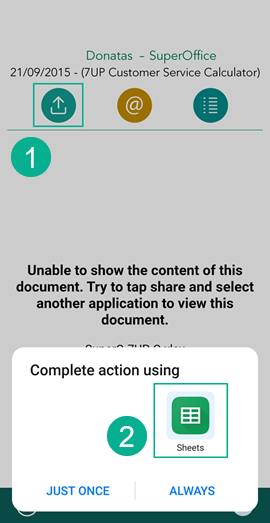 Donatas - SuperOffice
21/09/2015 - (7UP Customer Service Calculator)
@
1
Unable to show the content of this
document. Try to tap share and select
another application to view this
document.
Complete action using
2
Sheets
JUST ONCE
ALWAYS